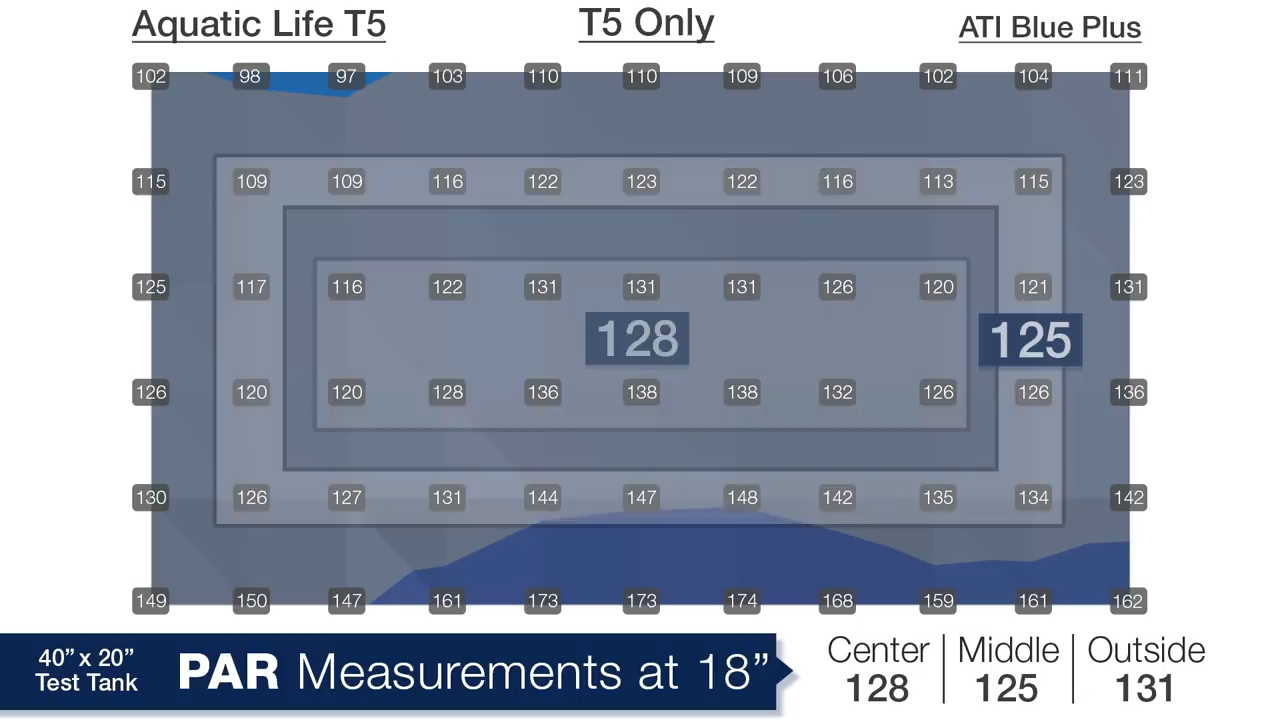 Aquatic Life T5 T5 Only ATI Blue Plus
102 98 97 103 110 110 109 106 102 104 111
115 109 109 116 122 123 122 116 113 115 123
125 117 116 122 131 131 131 126 120 121 131
128 125
126 120 120 128 136 138 138 132 126 126 136
130 126 127 131 144 147 148 142 135 134 142
149 150 147 161 173 173 174 168 159 161 162
40” x 20”
Test Tank
PAR Measurements at 18”
Center Middle Outside
128 125 131